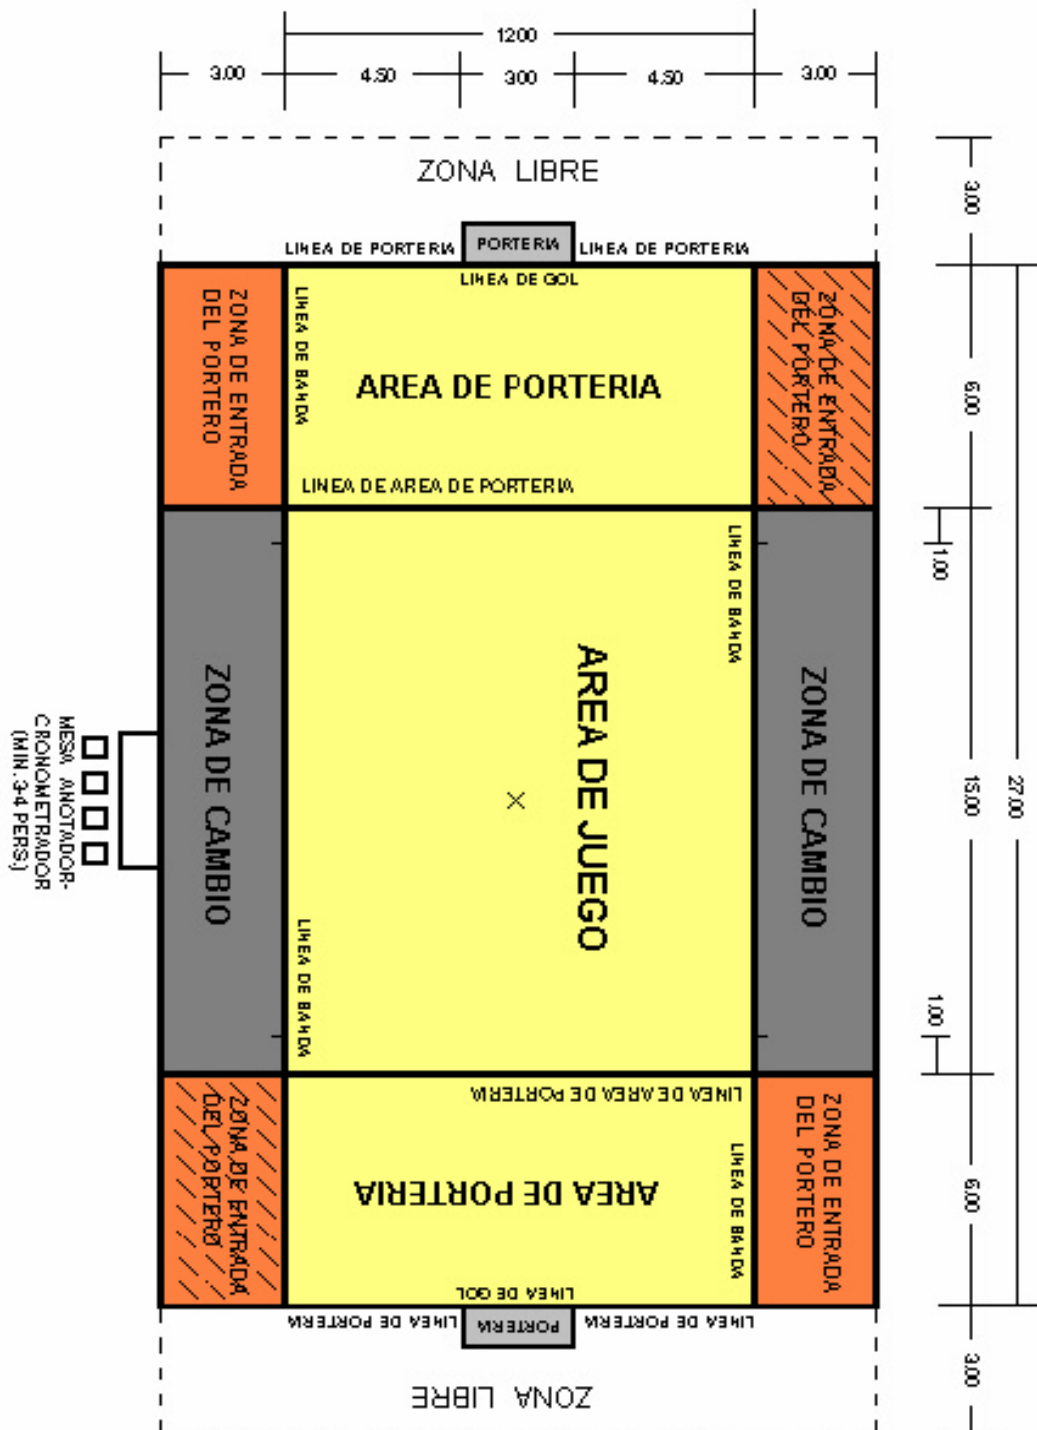 1200
3.00
4.50
300
4.50
3.00
ZONA LIBRE
3.00
LINEA DE PORTERIA
PORTERIA
LINEA DE PORTERIA
LINEA DE GOL
ZONA DE ENTRADA
DEL PORTERO
LINEA DE BANDA
AREA DE PORTERIA
ZONA DE ENTRADA
DEL PORTERO
6.00
LINEA DE AREA DE PORTERIA
LINEA DE BANDA
1.00
ZONA DE CAMBIO
AREA DE JUEGO
ZONA DE CAMBIO
15.00
27.00
MESA ANOTADOR-
CRONOMETRADOR
(MIN.3-4 PERS.)
LINEA DE BANDA
1.00
LINEA DE AREA DE PORTERIA
ZONA DE ENTRADA
DEL PORTERO
AREA DE PORTERIA
LINEA DE BANDA
ZONA DE ENTRADA
DEL PORTERO
6.00
LINEA DE GOL
LINEA DE PORTERIA
PORTERIA
LINEA DE PORTERIA
3.00
ZONA LIBRE